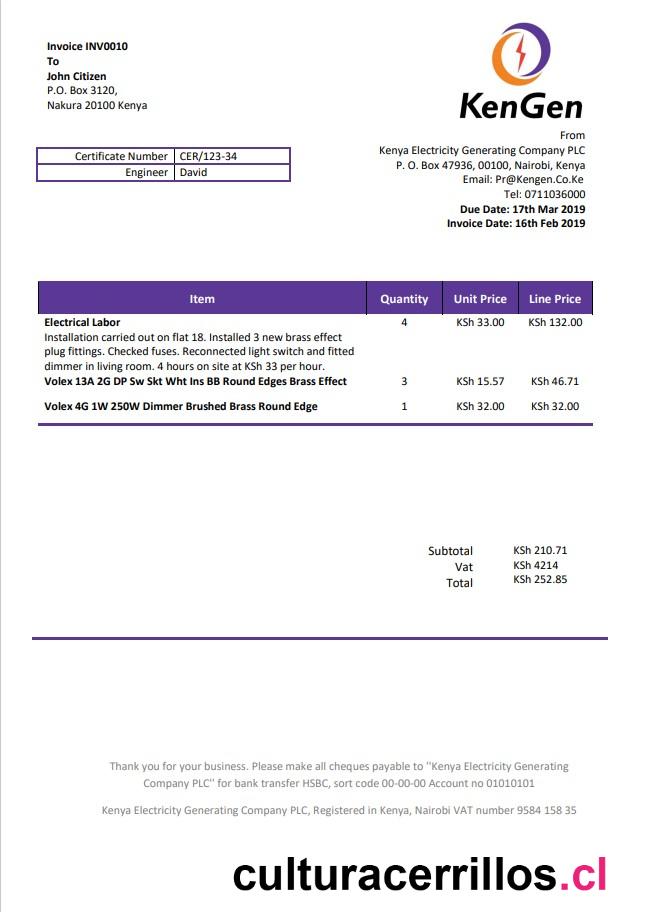 Invoice INV0010
To
John Citizen
P.O. Box 3120,
Nakura 20100 Kenya
KenGen
From
Kenya Electricity Generating Company PLC
P. O. Box 47936, 00100, Nairobi, Kenya
Email: Pr@Kengen.Co.Ke
Tel: 0711036000
Due Date: 17th Mar 2019
Invoice Date: 16th Feb 2019
Certificate Number CER/123-34
Engineer David
Item Quantity Unit Price Line Price
Electrical Labor 4 KSh 33.00 KSh 132.00
Installation carried out on flat 18. Installed 3 new brass effect
plug fittings. Checked fuses. Reconnected light switch and fitted
dimmer in living room. 4 hours on site at KSh 33 per hour.
Volex 13A 2G DP Sw Skt Wht Ins BB Round Edges Brass Effect 3 KSh 15.57 KSh 46.71
Volex 4G 1W 250W Dimmer Brushed Brass Round Edge 1 KSh 32.00 KSh 32.00
Subtotal KSh 210.71
Vat KSh 4214
Total KSh 252.85
Thank you for your business. Please make all cheques payable to "Kenya Electricity Generating
Company PLC" for bank transfer HSBC, sort code 00-00-00 Account no 01010101
Kenya Electricity Generating Company PLC, Registered in Kenya, Nairobi VAT number 9584 158 35
culturacerrillos.cl